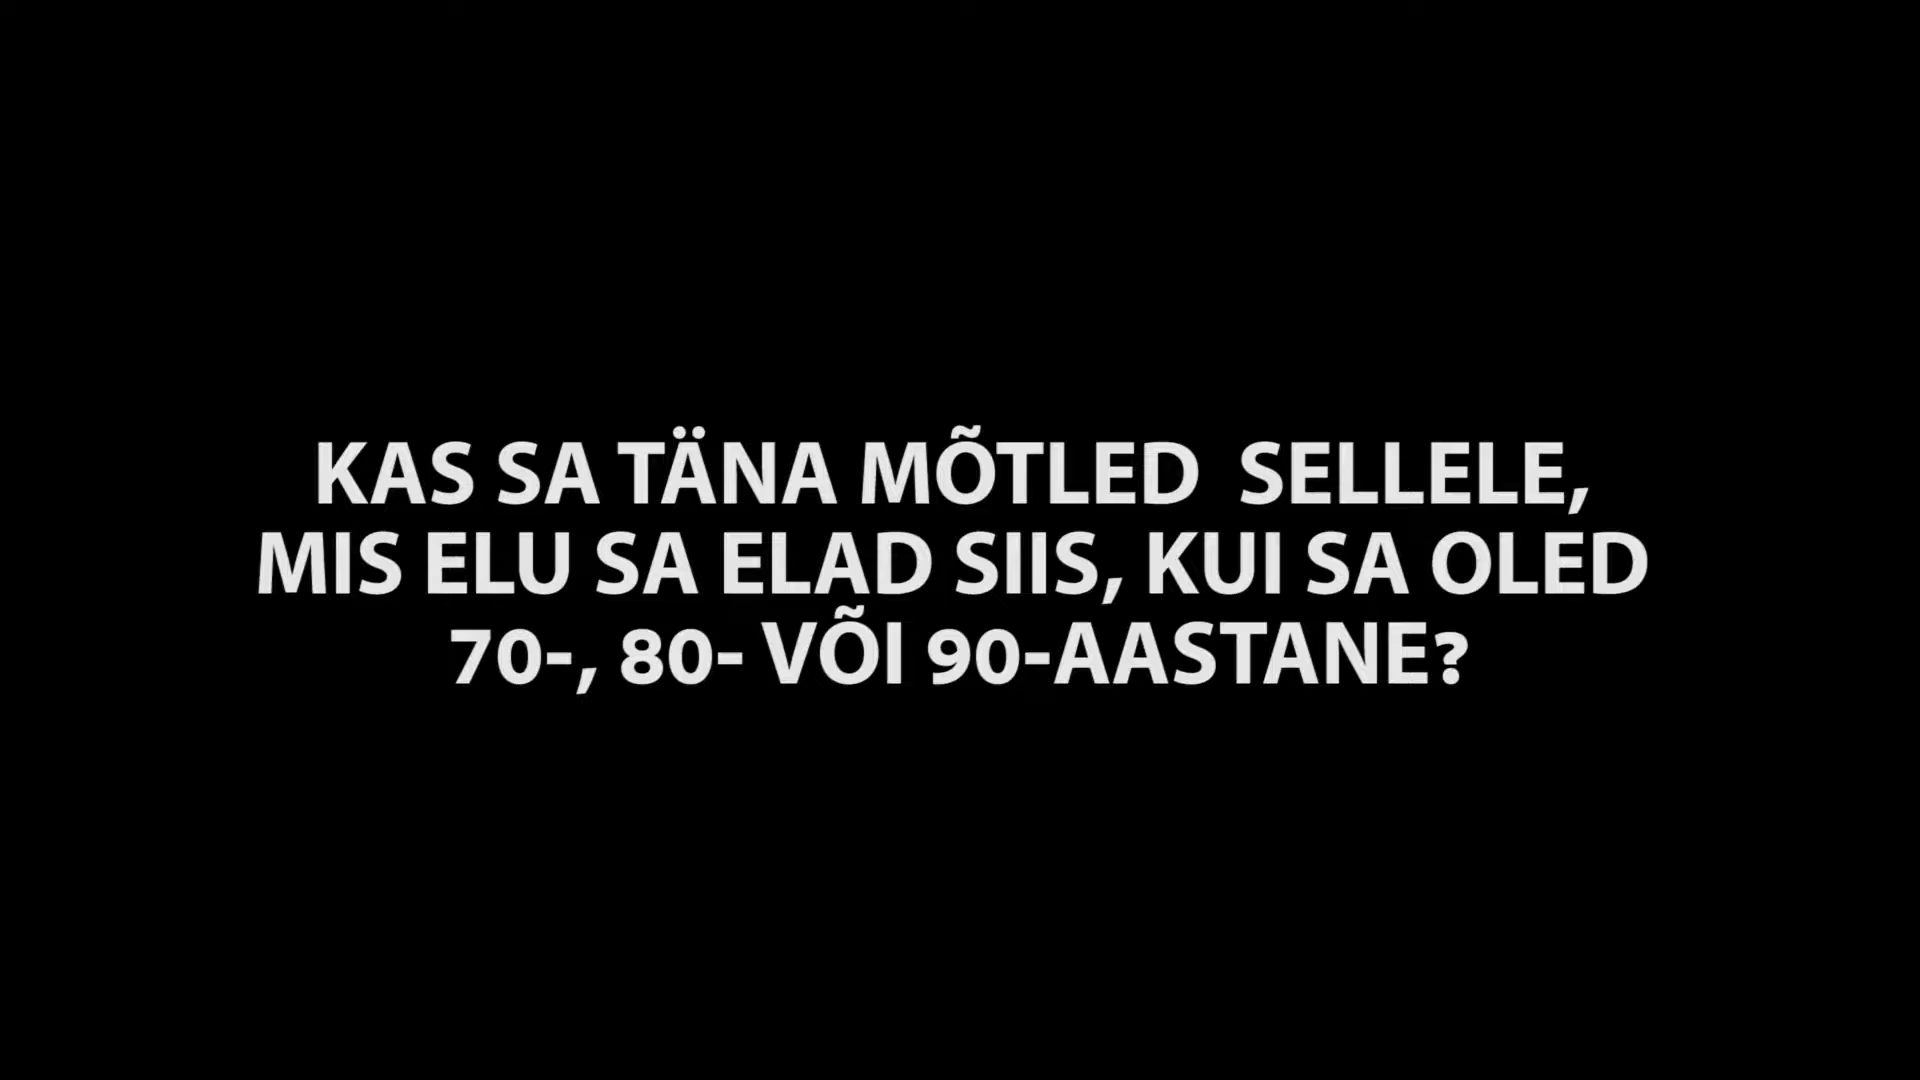 KAS SA TÄNA MÕTLED  SELLELE,
MIS ELU SA ELAD SIIS, KUI SA OLED
70-, 80- VÕI 90-AASTANE?